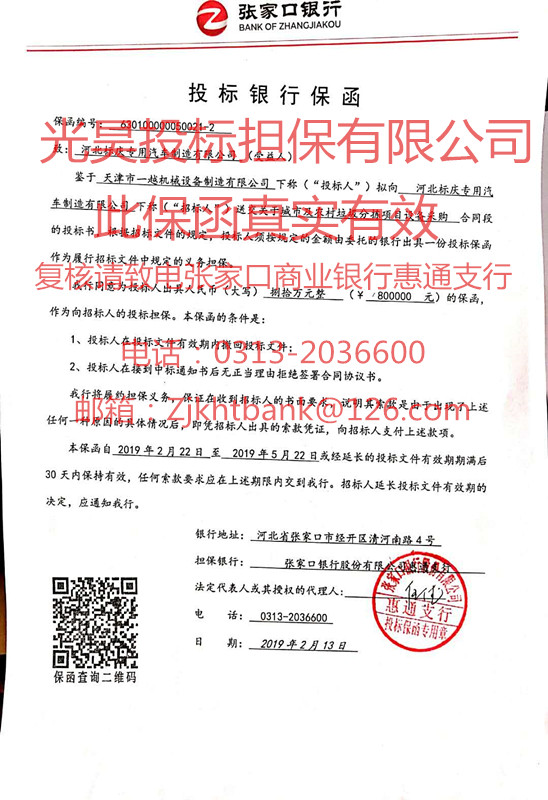 张家口银行
BANK OF ZHANGJIAKOU
投标银行保函
保函编号：630100000050021-2
光昊投标担保有限公司
致：河北标庆专用汽车制造有限公司（受益人）
鉴于 天津市一越机械设备制造有限公司 下称（“投标人”）拟向 河北标庆专用汽
车制造有限公司 下称（“招标人”）送交关于城市及农村垃圾分拣项目设备采购 合同段
此保函真实有效
的投标书，根据招标文件的规定，投标人须按规定的金额由委托的银行出具一份投标保函
作为履行招标文件中规定的义务担保。
复核请致电张家口商业银行惠通支行
我行同意为投标人出具人民币（大写） 捌拾万元整 （￥ 800000 元）的保函，
作为向招标人的投标担保。本保函的条件是：
1、投标人在投标文件有效期内撤回投标文件；
电话：0313-2036600
2、投标人在接到中标通知书后无正当理由拒绝签署合同协议书。
我行将履约担保义务，保证在收到招标人的书面要求，说明其索款是由于出现了上述
邮箱：Zjkhtbank@126.com
任何一种原因的具体情况后，即凭招标人出具的索款凭证，向招标人支付上述款项。
本保函自 2019年2月22日 至 2019年5月22日或经延长的投标文件有效期期满后
30天内保持有效，任何索款要求应在上述期限内交到我行。招标人延长投标文件有效期的
决定，应通知我行。
银行地址：河北省张家口市经开区清河南路4号
担保银行：张家口银行股份有限公司惠通支行
法定代表人或其授权的代理人：
电 话：0313-2036600
日 期：2019年2月13日
张家口银行股份有限公司
惠通支行
投标保函专用章
保函查询二维码